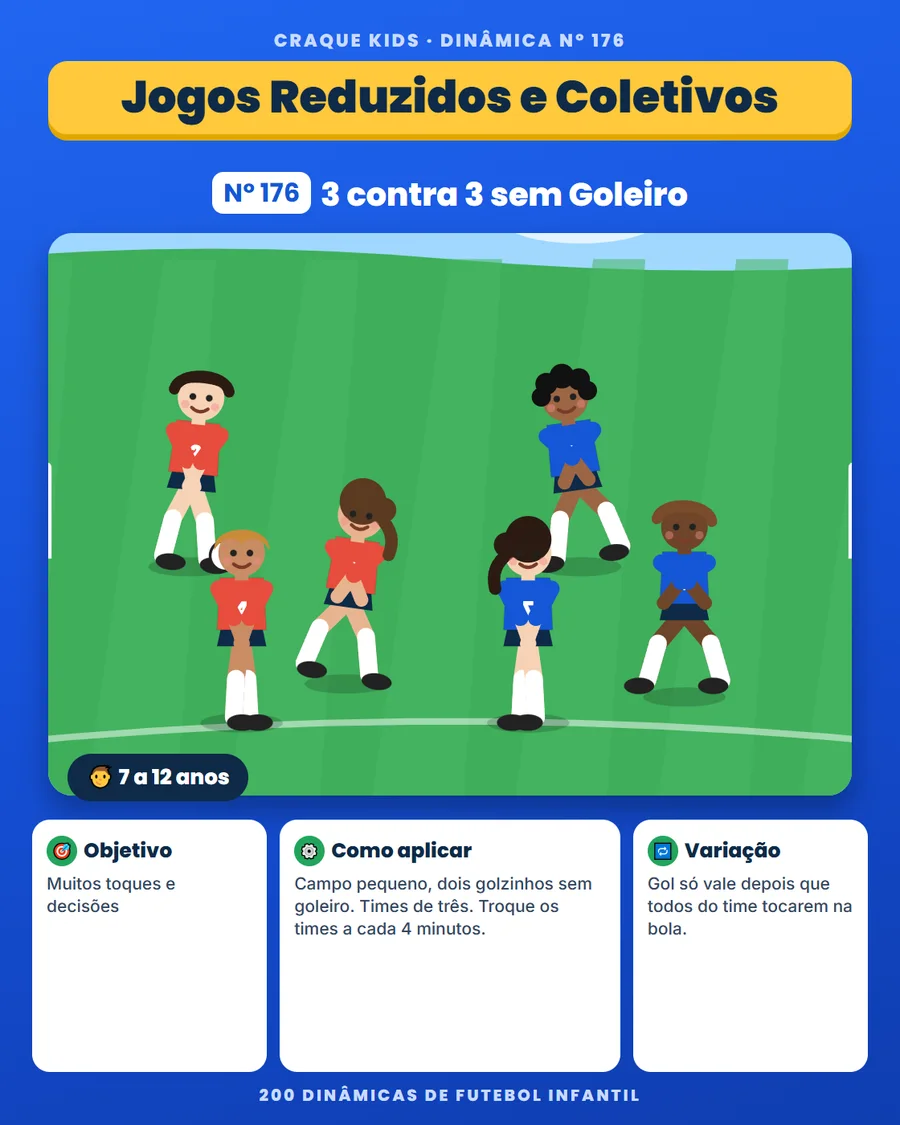 CRAQUE KIDS · DINÂMICA Nº 176
Jogos Reduzidos e Coletivos
Nº 176 3 contra 3 sem Goleiro
7 a 12 anos
Objetivo
Muitos toques e
decisões
Como aplicar
Campo pequeno, dois golzinhos sem
goleiro. Times de três. Troque os
times a cada 4 minutos.
Variação
Gol só vale depois que
todos do time tocarem na
bola.
200 DINÂMICAS DE FUTEBOL INFANTIL